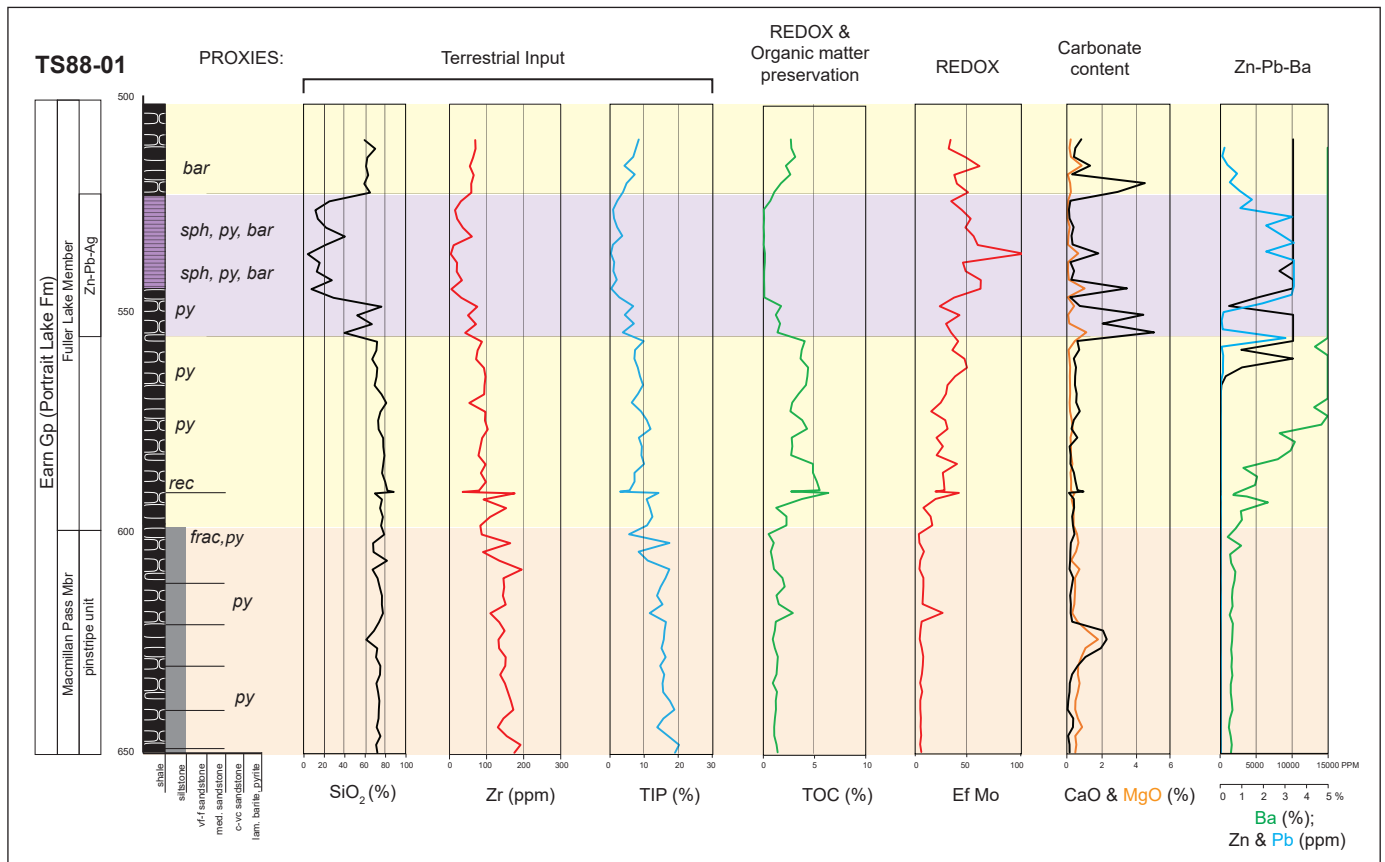 TS88-01
PROXIES:
Terrestrial Input
REDOX &
Organic matter
preservation
REDOX
Carbonate
content
Zn-Pb-Ba
500
550
600
650
Earn Gp (Portrait Lake Fm)
Fuller Lake Member
Zn-Pb-Ag
Macmillan Pass Mbr
pinstripe unit
bar
sph, py, bar
sph, py, bar
py
py
py
rec
frac,py
py
py
shale
siltstone
vf-f sandstone
med. sandstone
c-vc sandstone
lam. barite, pyrite
0 20 40 60 80 100
SiO2 (%)
0 100 200 300
Zr (ppm)
0 10 20 30
TIP (%)
0 5 10
TOC (%)
0 50 100
Ef Mo
0 2 4 6
CaO & MgO (%)
0 5000 10000 15000 PPM
0 1 2 3 4 5 %
Ba (%);
Zn & Pb (ppm)